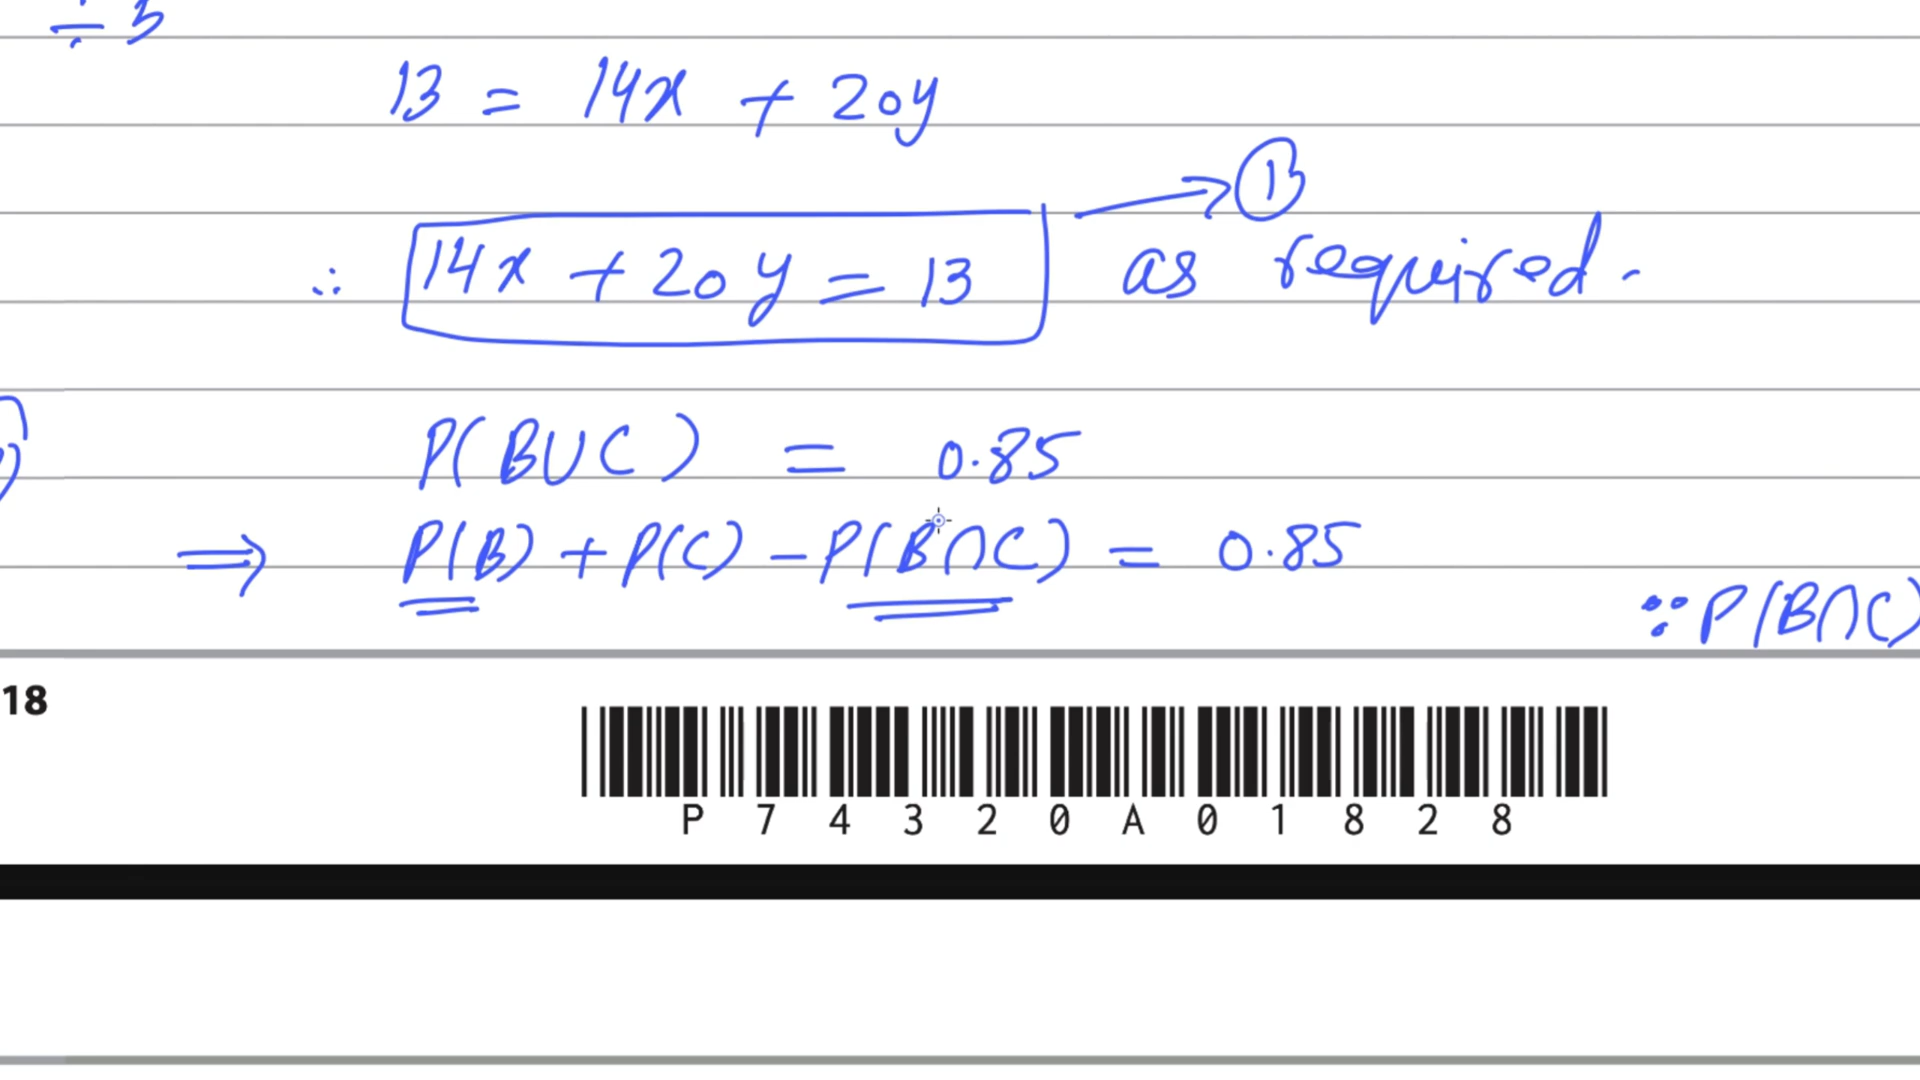 ÷ 5
13 = 14x + 20y
→ ①
∴ 14x + 20y = 13 as required.
P(B∪C) = 0.85
⟹ P(B) + P(C) - P(B∩C) = 0.85
∵ P(B∩C)
18
P 7 4 3 2 0 A 0 1 8 2 8